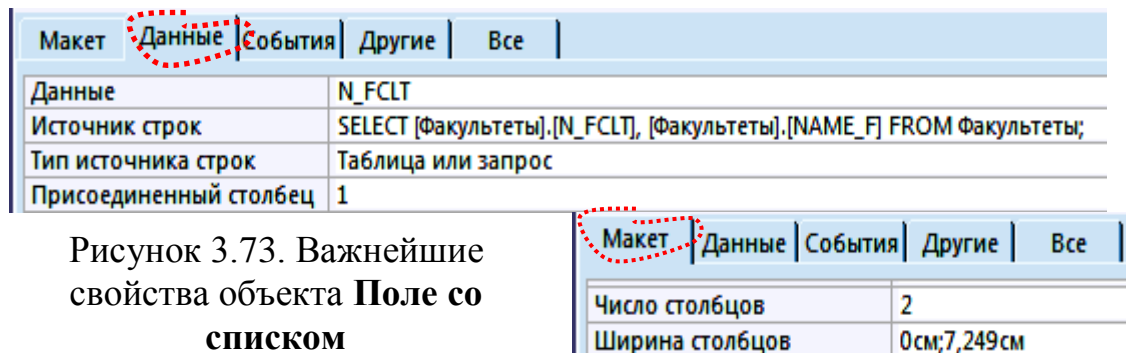 Макет Данные События Другие Все
Данные N_FCLT
Источник строк SELECT [Факультеты].[N_FCLT], [Факультеты].[NAME_F] FROM Факультеты;
Тип источника строк Таблица или запрос
Присоединенный столбец 1
Рисунок 3.73. Важнейшие
свойства объекта Поле со
списком
Макет Данные События Другие Все
Число столбцов 2
Ширина столбцов 0см;7,249см